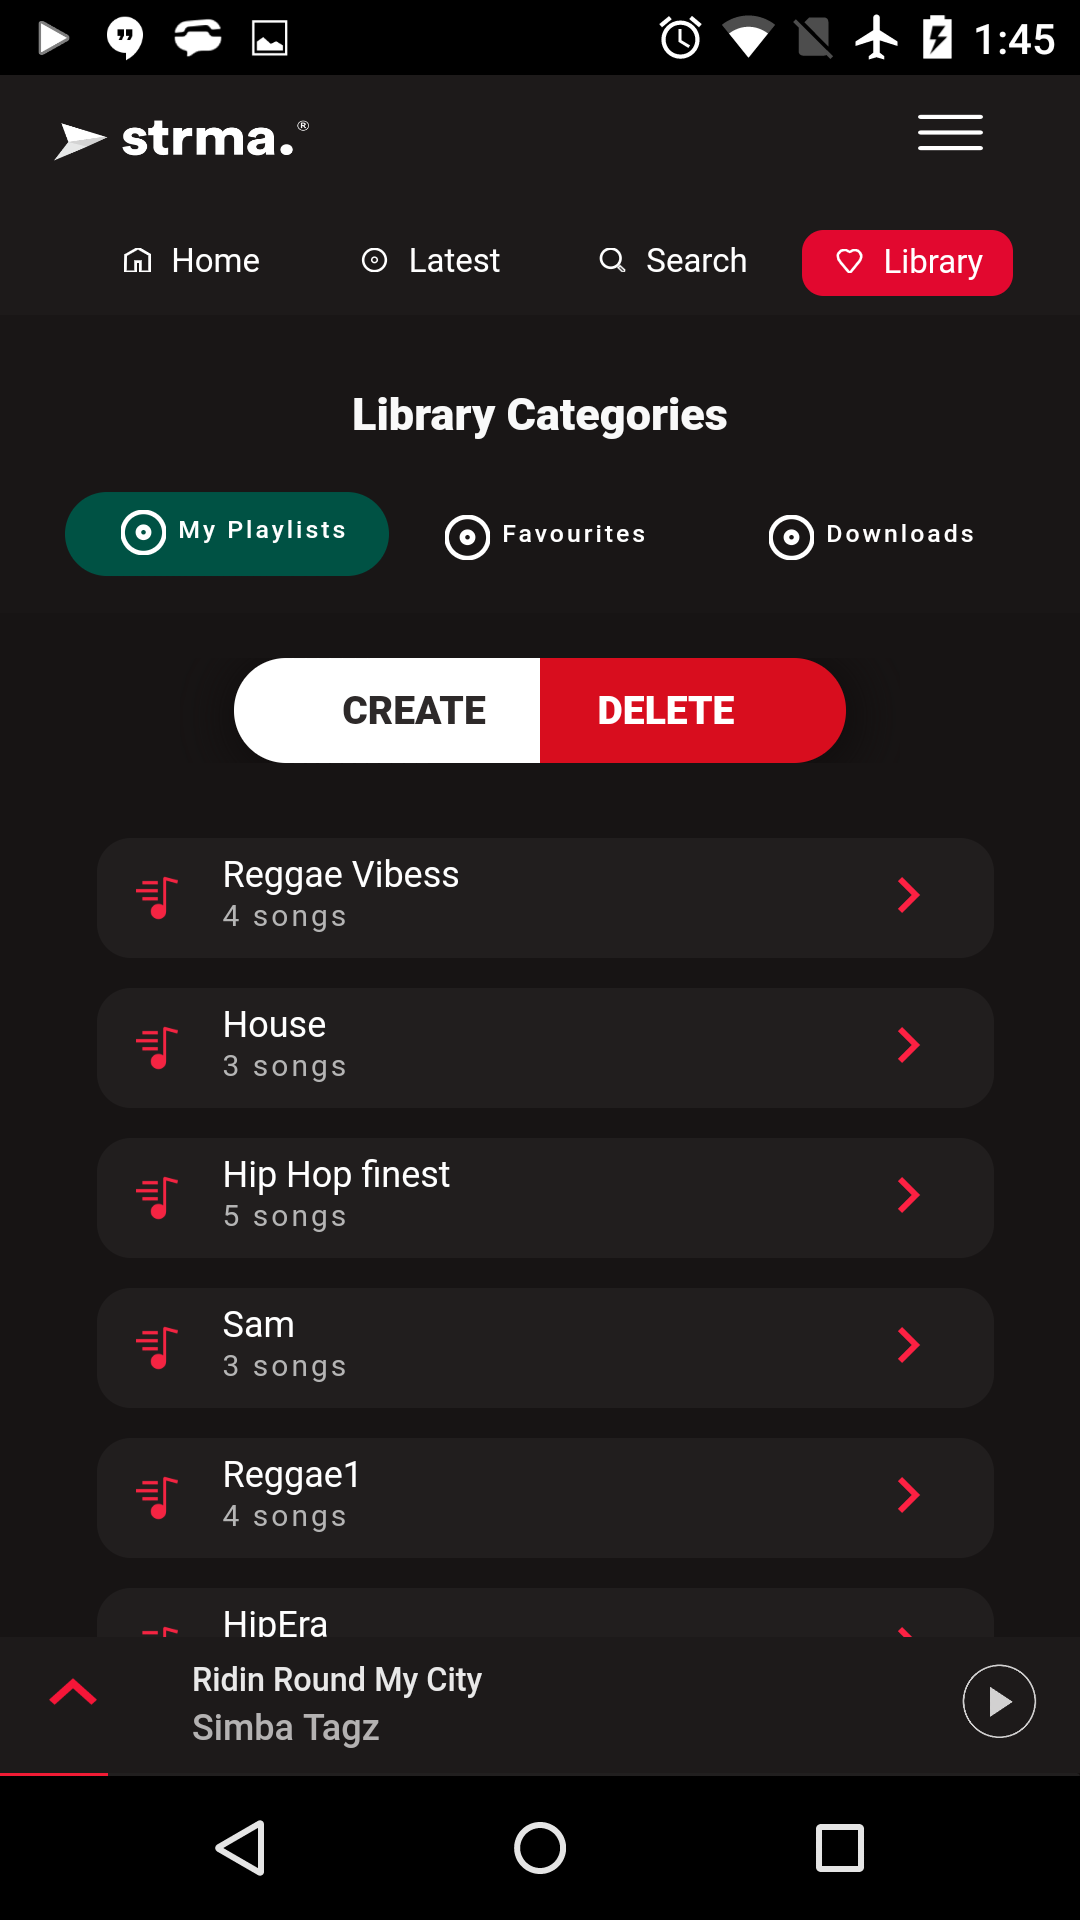 1:45
strma.®
Home Latest Search Library
Library Categories
My Playlists Favourites Downloads
CREATE DELETE
Reggae Vibess
4 songs
House
3 songs
Hip Hop finest
5 songs
Sam
3 songs
Reggae1
4 songs
HipEra
Ridin Round My City
Simba Tagz